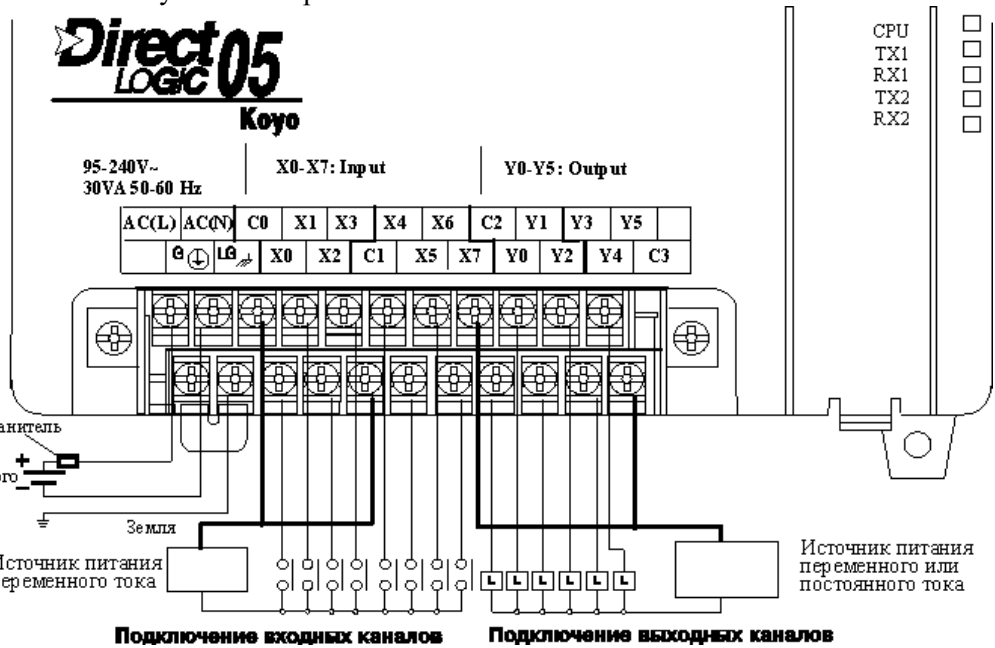 Direct
LOGIC 05
Koyo
CPU
TX1
RX1
TX2
RX2
95-240V~
30VA 50-60 Hz
X0-X7: Input
Y0-Y5: Output
AC(L) AC(N) C0 X1 X3 X4 X6 C2 Y1 Y3 Y5
G LG X0 X2 C1 X5 X7 Y0 Y2 Y4 C3
+
−
Земля
Источник питания
переменного тока
L L L L L L
Источник питания
переменного или
постоянного тока
Подключение входных каналов
Подключение выходных каналов